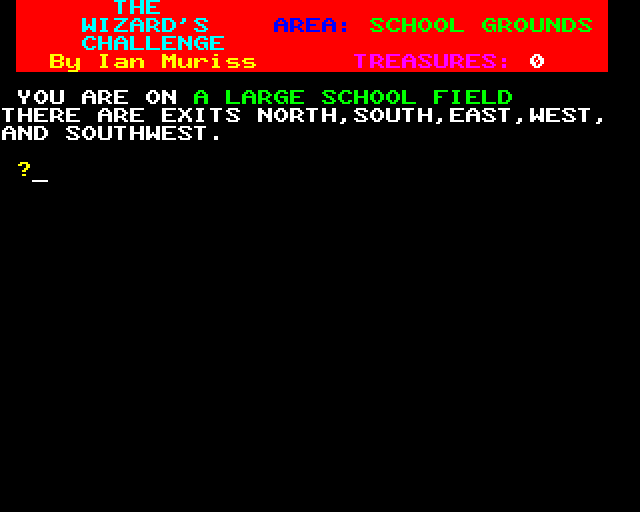 THE
WIZARD'S AREA: SCHOOL GROUNDS
CHALLENGE
By Ian Muriss TREASURES: 0
YOU ARE ON A LARGE SCHOOL FIELD
THERE ARE EXITS NORTH,SOUTH,EAST,WEST,
AND SOUTHWEST.
?_